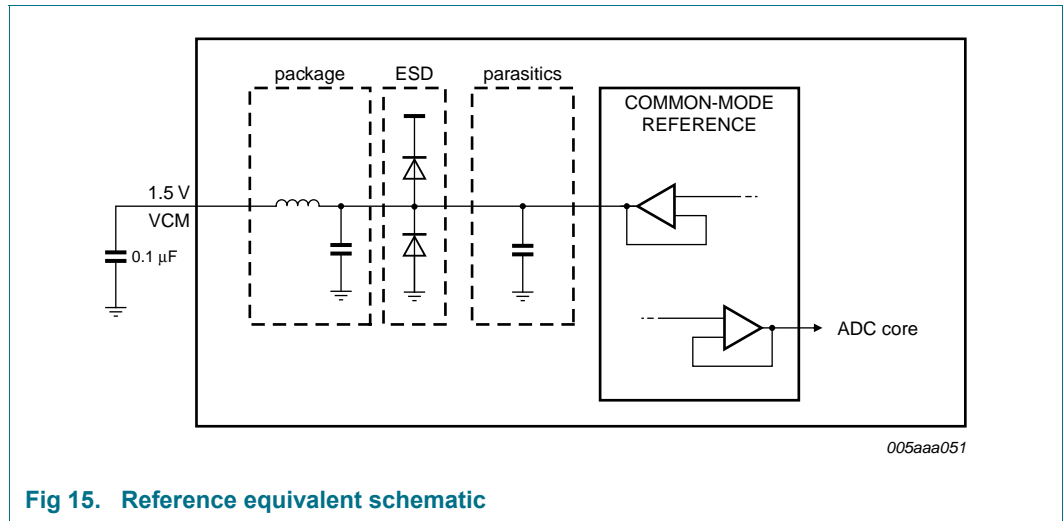 package
ESD
parasitics
COMMON-MODE
REFERENCE
1.5 V
VCM
0.1 μF
ADC core
005aaa051
Fig 15. Reference equivalent schematic